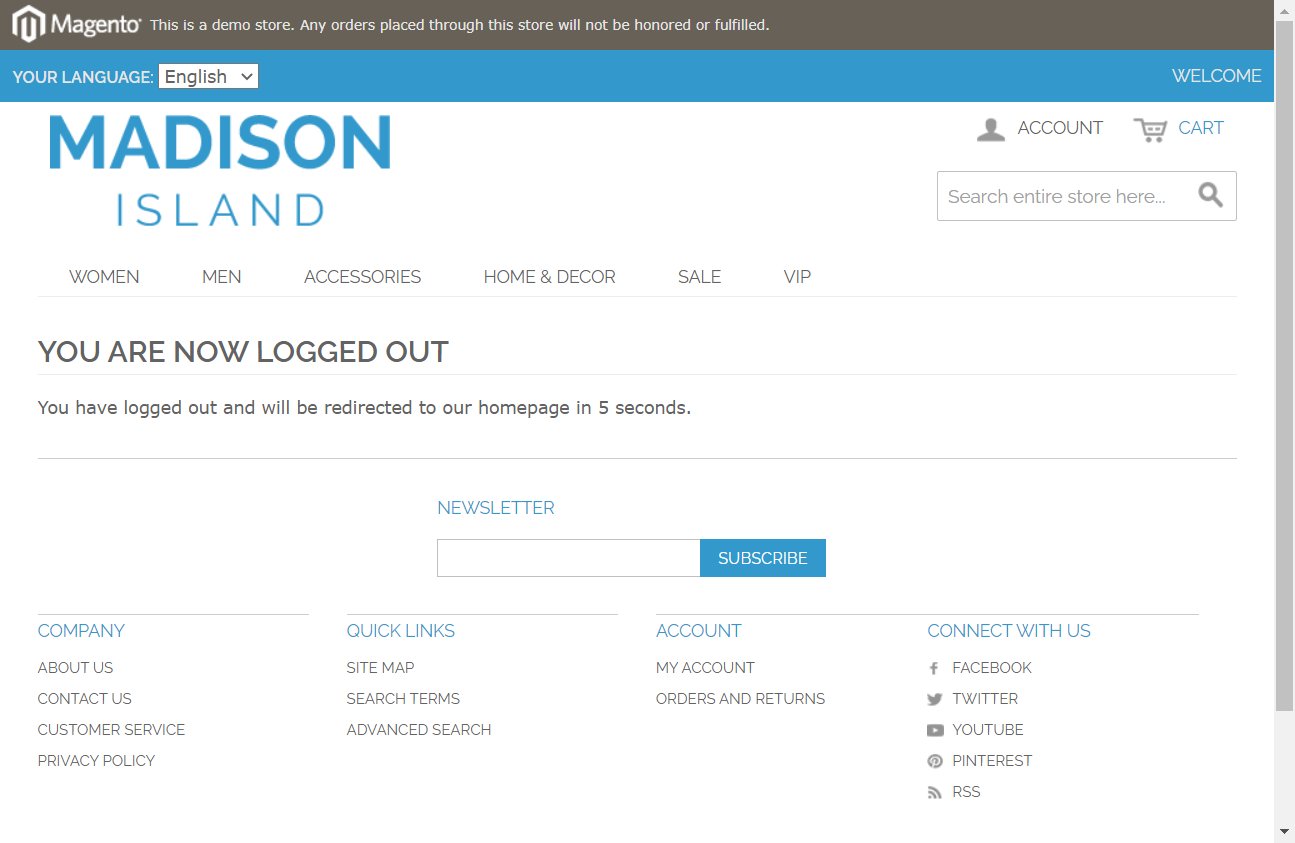 Magento This is a demo store. Any orders placed through this store will not be honored or fulfilled.
YOUR LANGUAGE: English WELCOME
MADISON
ISLAND
ACCOUNT CART
Search entire store here...
WOMEN MEN ACCESSORIES HOME & DECOR SALE VIP
YOU ARE NOW LOGGED OUT
You have logged out and will be redirected to our homepage in 5 seconds.
NEWSLETTER
SUBSCRIBE
COMPANY
ABOUT US
CONTACT US
CUSTOMER SERVICE
PRIVACY POLICY
QUICK LINKS
SITE MAP
SEARCH TERMS
ADVANCED SEARCH
ACCOUNT
MY ACCOUNT
ORDERS AND RETURNS
CONNECT WITH US
FACEBOOK
TWITTER
YOUTUBE
PINTEREST
RSS